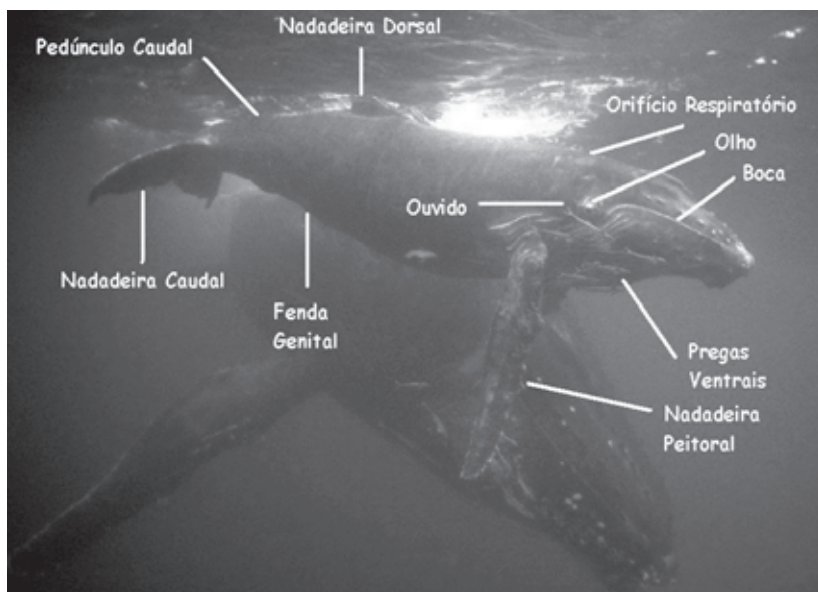 Nadadeira Dorsal
Pedúnculo Caudal
Orifício Respiratório
Olho
Boca
Ouvido
Nadadeira Caudal
Fenda
Genital
Pregas
Ventrais
Nadadeira
Peitoral